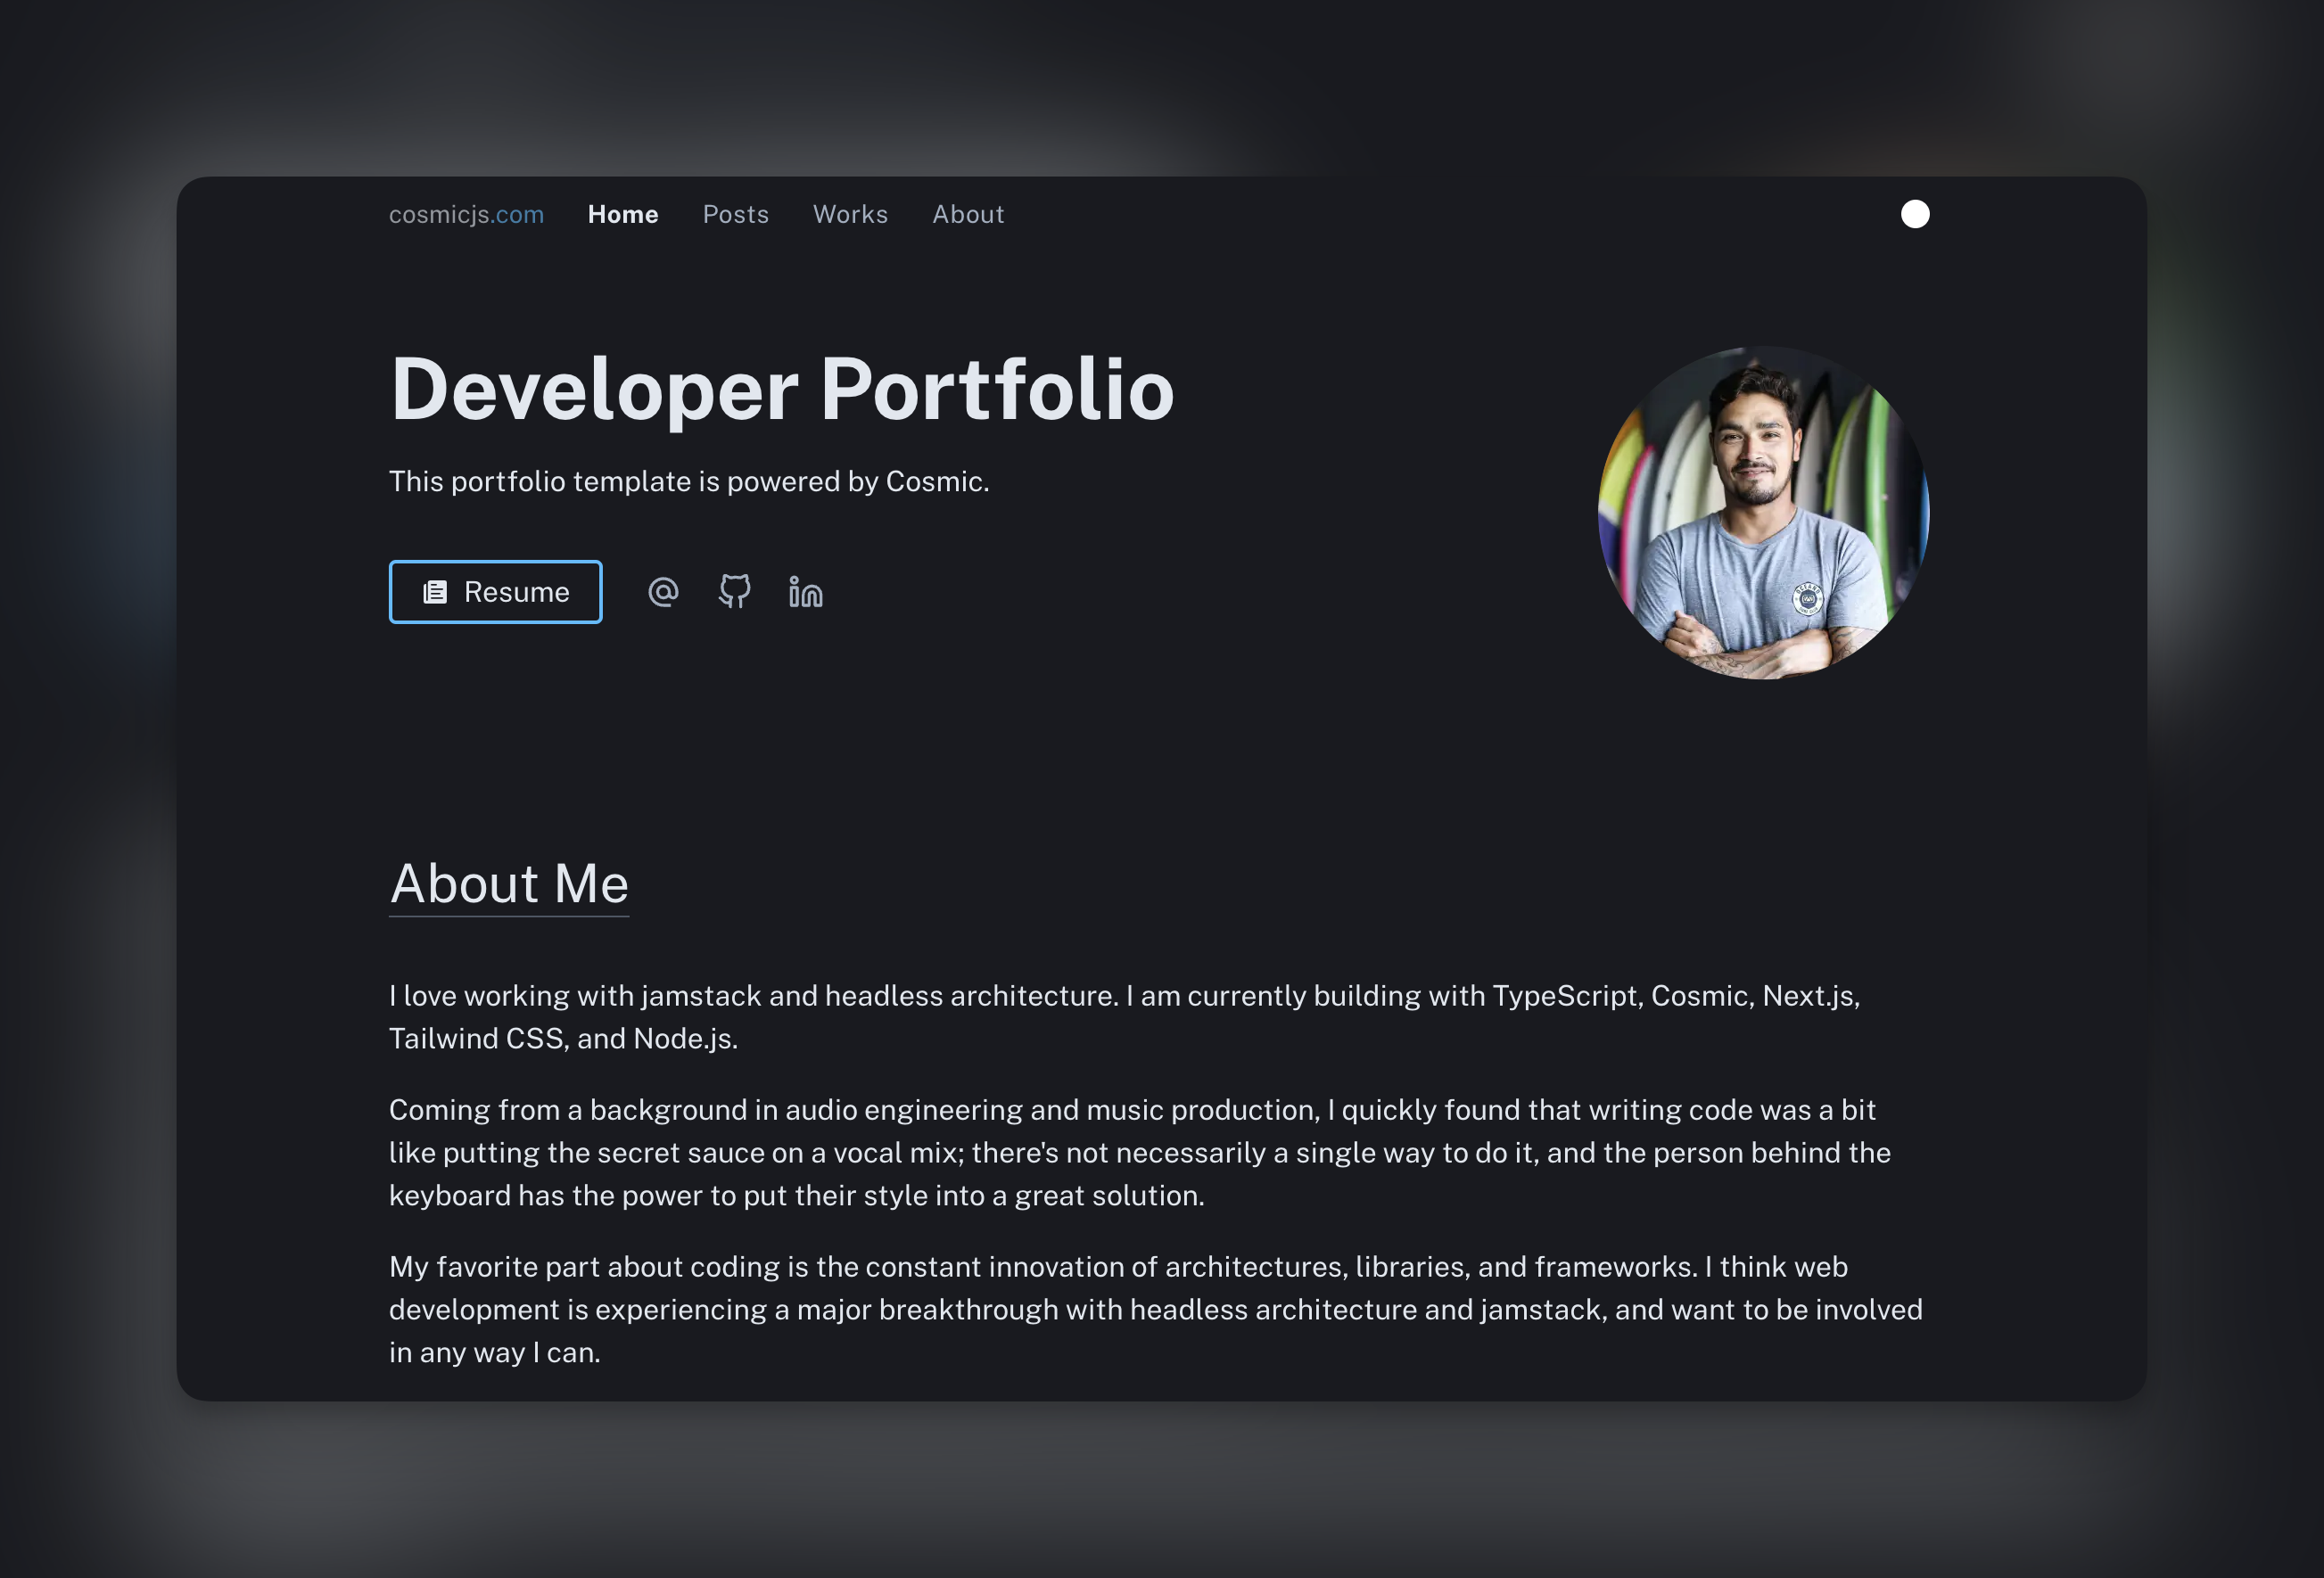 cosmicjs.com Home Posts Works About
Developer Portfolio
This portfolio template is powered by Cosmic.
Resume
About Me
I love working with jamstack and headless architecture. I am currently building with TypeScript, Cosmic, Next.js,
Tailwind CSS, and Node.js.
Coming from a background in audio engineering and music production, I quickly found that writing code was a bit
like putting the secret sauce on a vocal mix; there's not necessarily a single way to do it, and the person behind the
keyboard has the power to put their style into a great solution.
My favorite part about coding is the constant innovation of architectures, libraries, and frameworks. I think web
development is experiencing a major breakthrough with headless architecture and jamstack, and want to be involved
in any way I can.